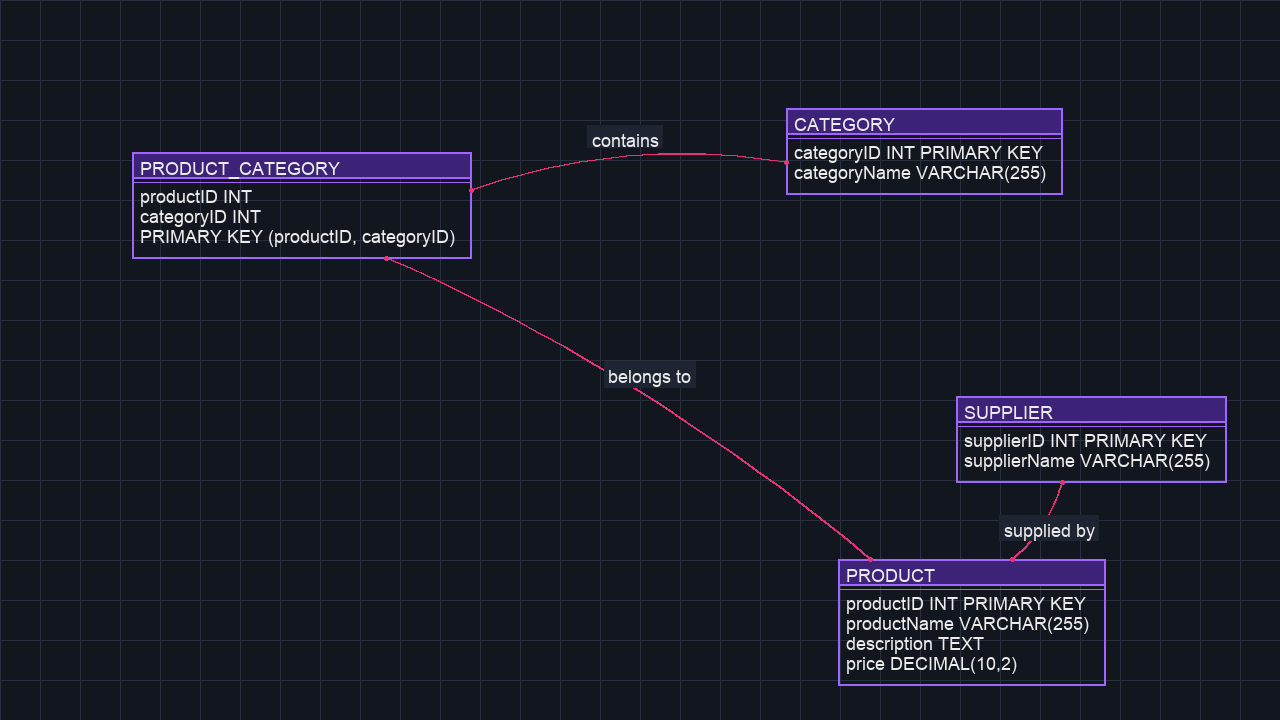 contains
CATEGORY
categoryID INT PRIMARY KEY
categoryName VARCHAR(255)
PRODUCT_CATEGORY
productID INT
categoryID INT
PRIMARY KEY (productID, categoryID)
belongs to
SUPPLIER
supplierID INT PRIMARY KEY
supplierName VARCHAR(255)
supplied by
PRODUCT
productID INT PRIMARY KEY
productName VARCHAR(255)
description TEXT
price DECIMAL(10,2)